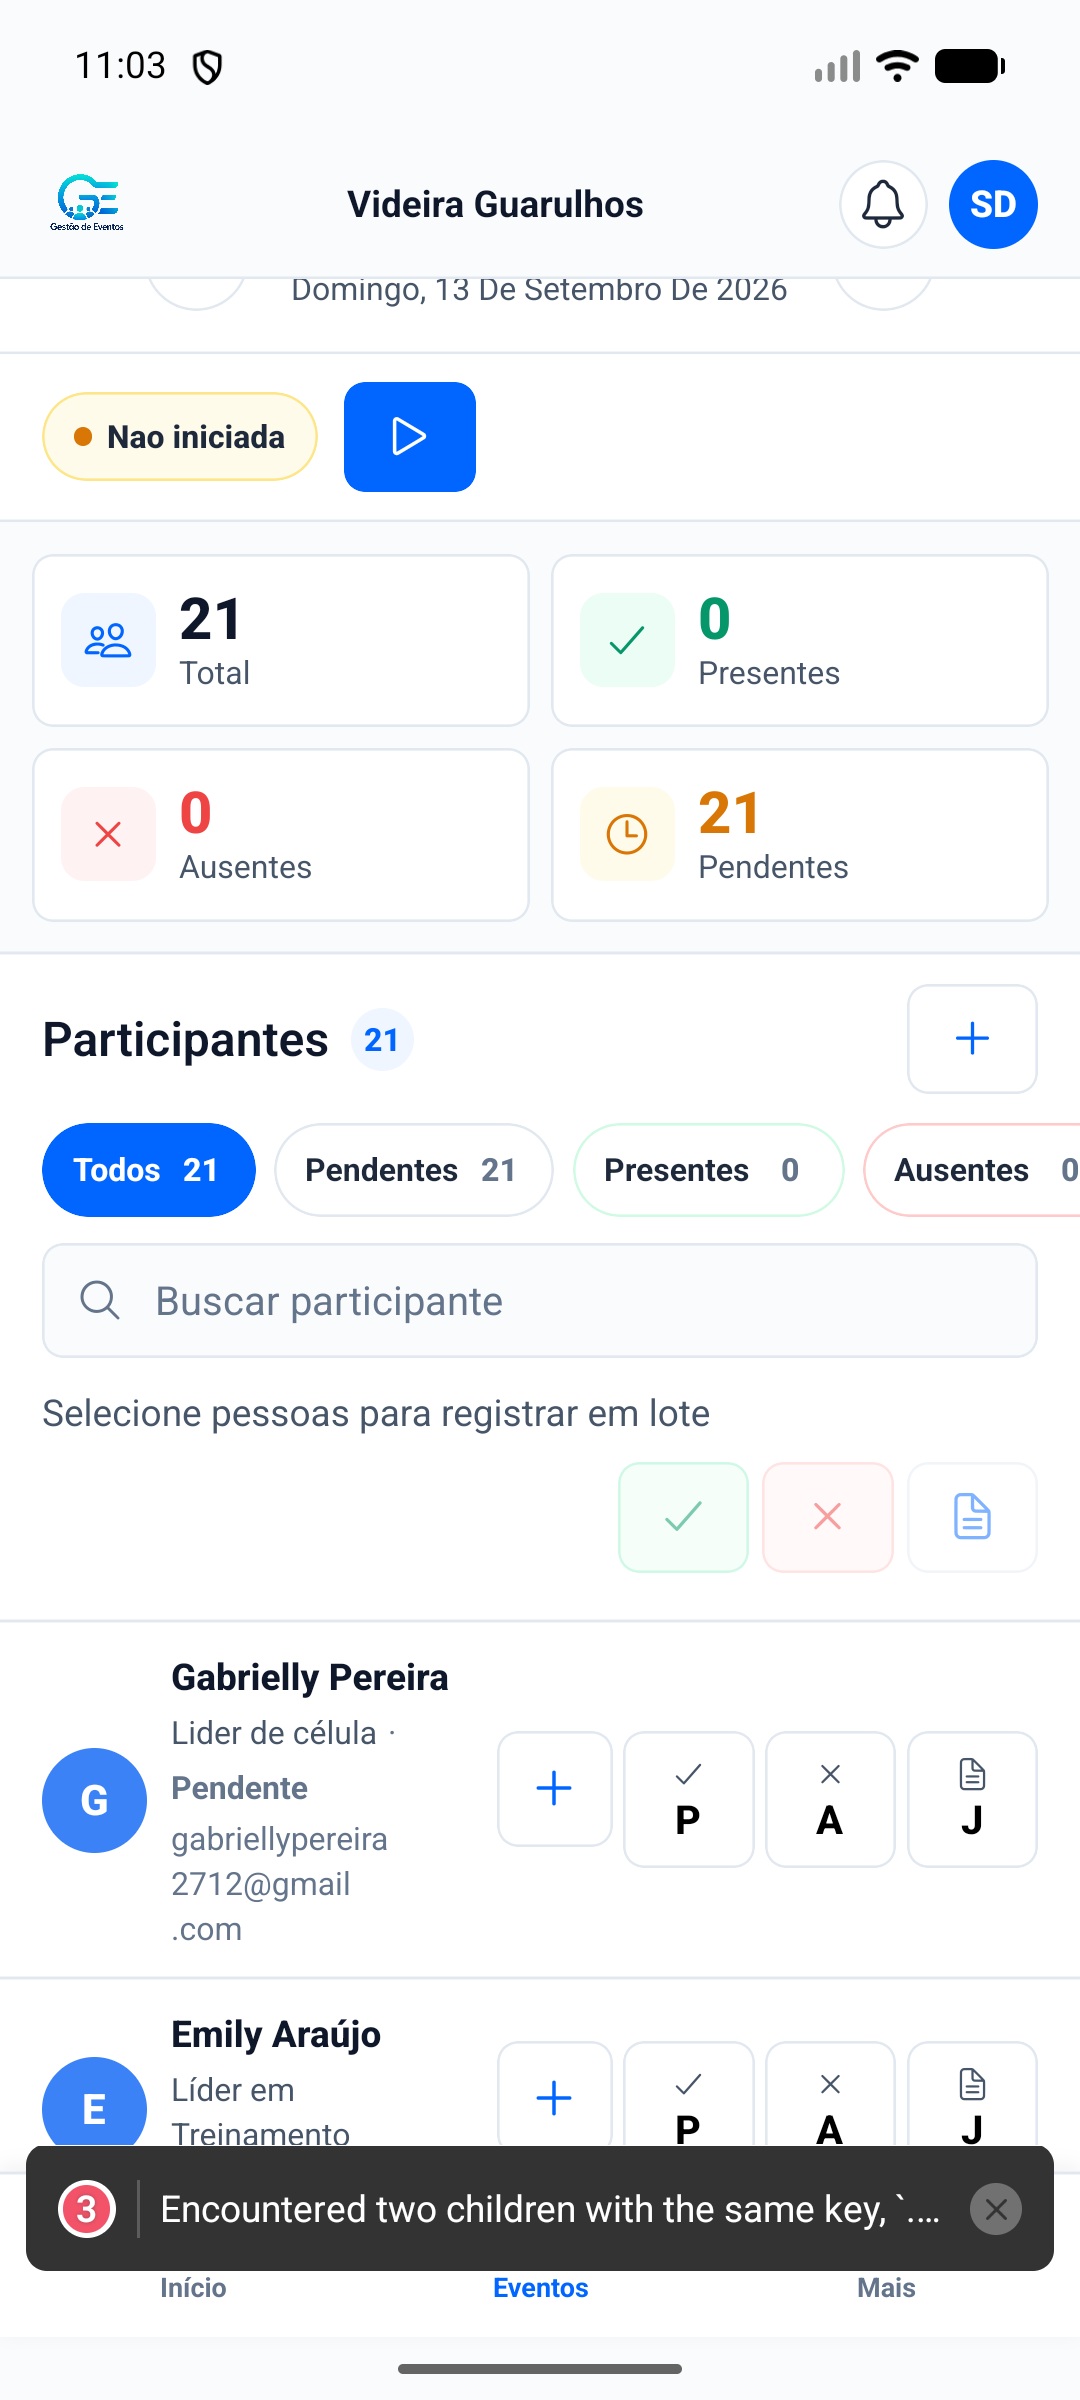 11:03
Gestão de Eventos
Videira Guarulhos
SD
Domingo, 13 De Setembro De 2026
Nao iniciada
21
Total
0
Presentes
0
Ausentes
21
Pendentes
Participantes 21
Todos 21
Pendentes 21
Presentes 0
Ausentes 0
Buscar participante
Selecione pessoas para registrar em lote
G
Gabrielly Pereira
Lider de célula ·
Pendente
gabriellypereira
2712@gmail
.com
P
A
J
E
Emily Araújo
Líder em
Treinamento
P
A
J
3
Encountered two children with the same key, `....
Início
Eventos
Mais